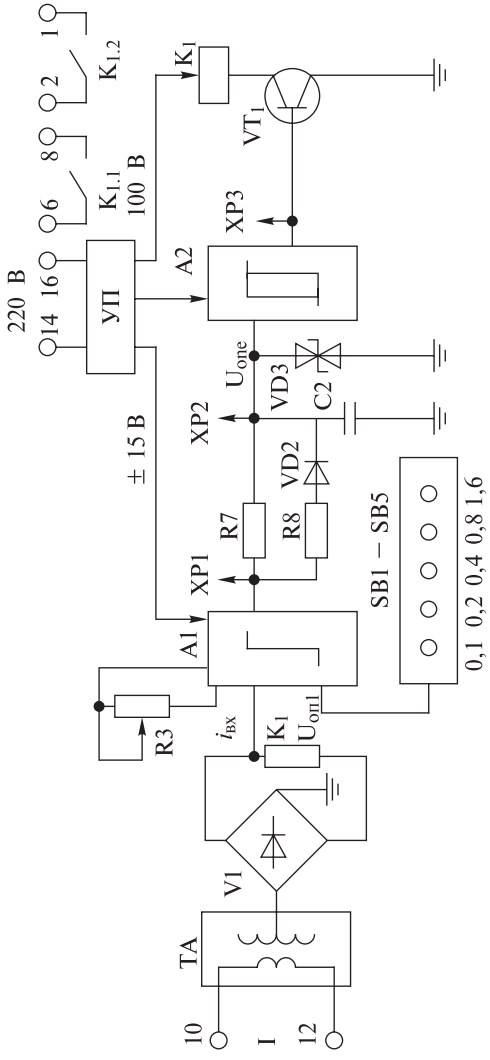 220 В
14 16
6 8
2 1
K1.1
K1.2
УП
± 15 В
100 В
K1
R3
A1
XP1
R7
XP2
Uопе
A2
XP3
VT1
TA
V1
iвх
K1
Uоп1
R8
VD2
VD3
C2
10
I
12
SB1 – SB5
0,1 0,2 0,4 0,8 1,6